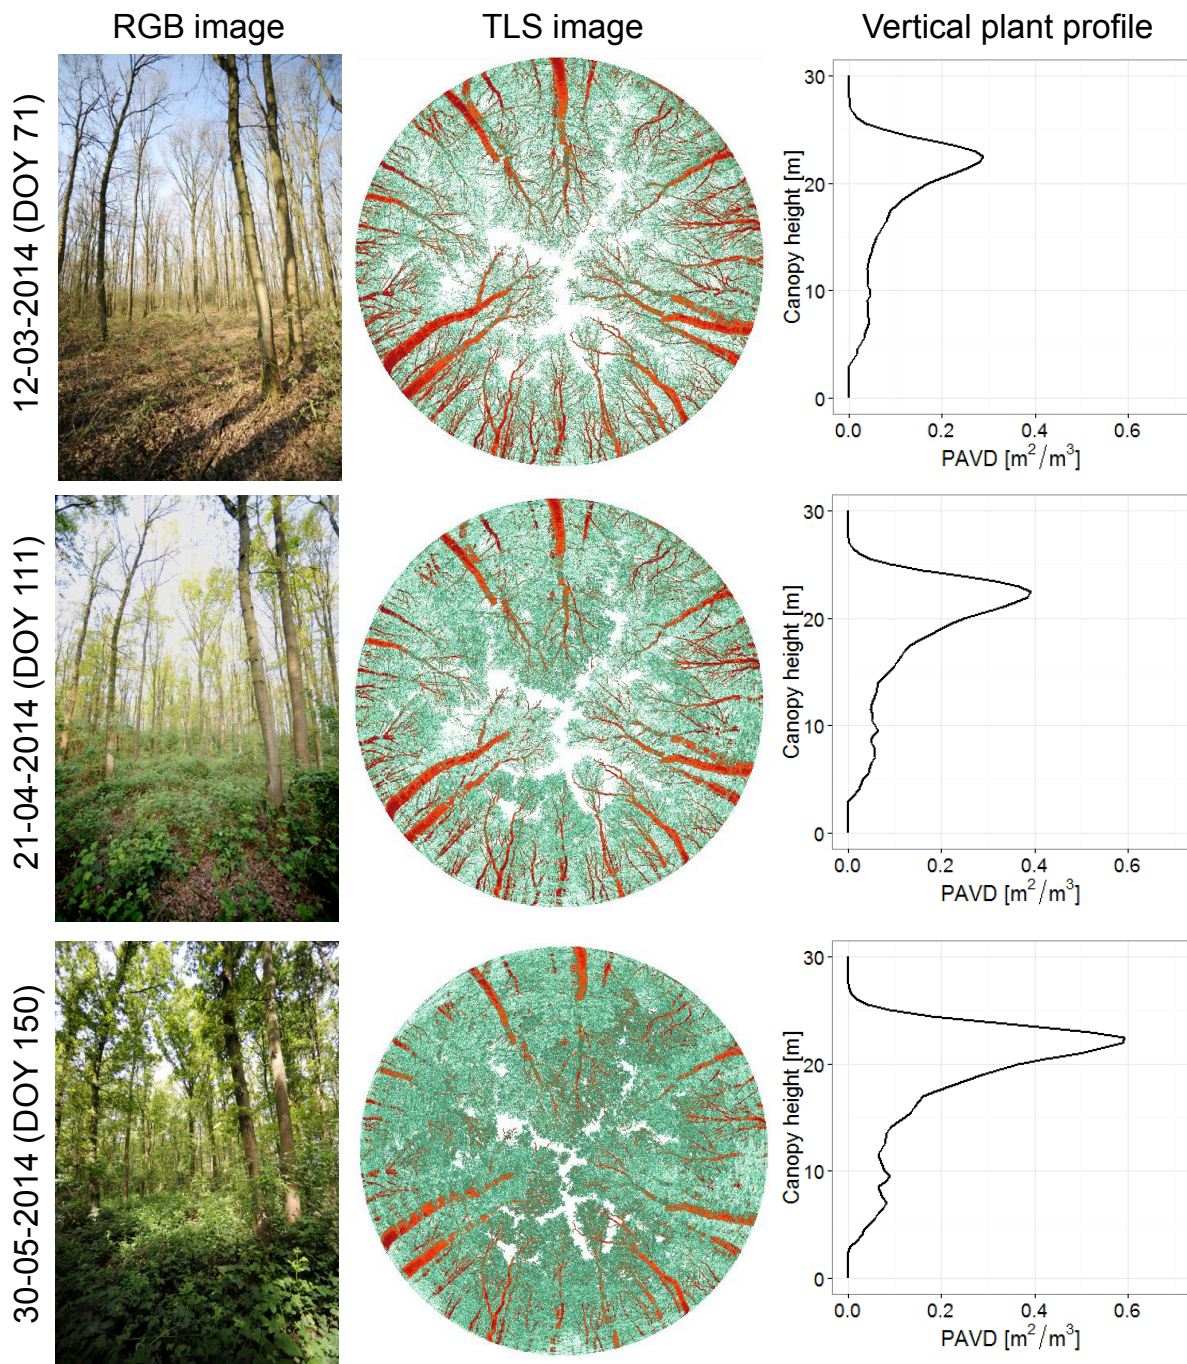 RGB image
TLS image
Vertical plant profile
12-03-2014 (DOY 71)
Canopy height [m]
30
20
10
0
0.0
0.2
0.4
0.6
PAVD [m²/m³]
21-04-2014 (DOY 111)
Canopy height [m]
30
20
10
0
0.0
0.2
0.4
0.6
PAVD [m²/m³]
30-05-2014 (DOY 150)
Canopy height [m]
30
20
10
0
0.0
0.2
0.4
0.6
PAVD [m²/m³]